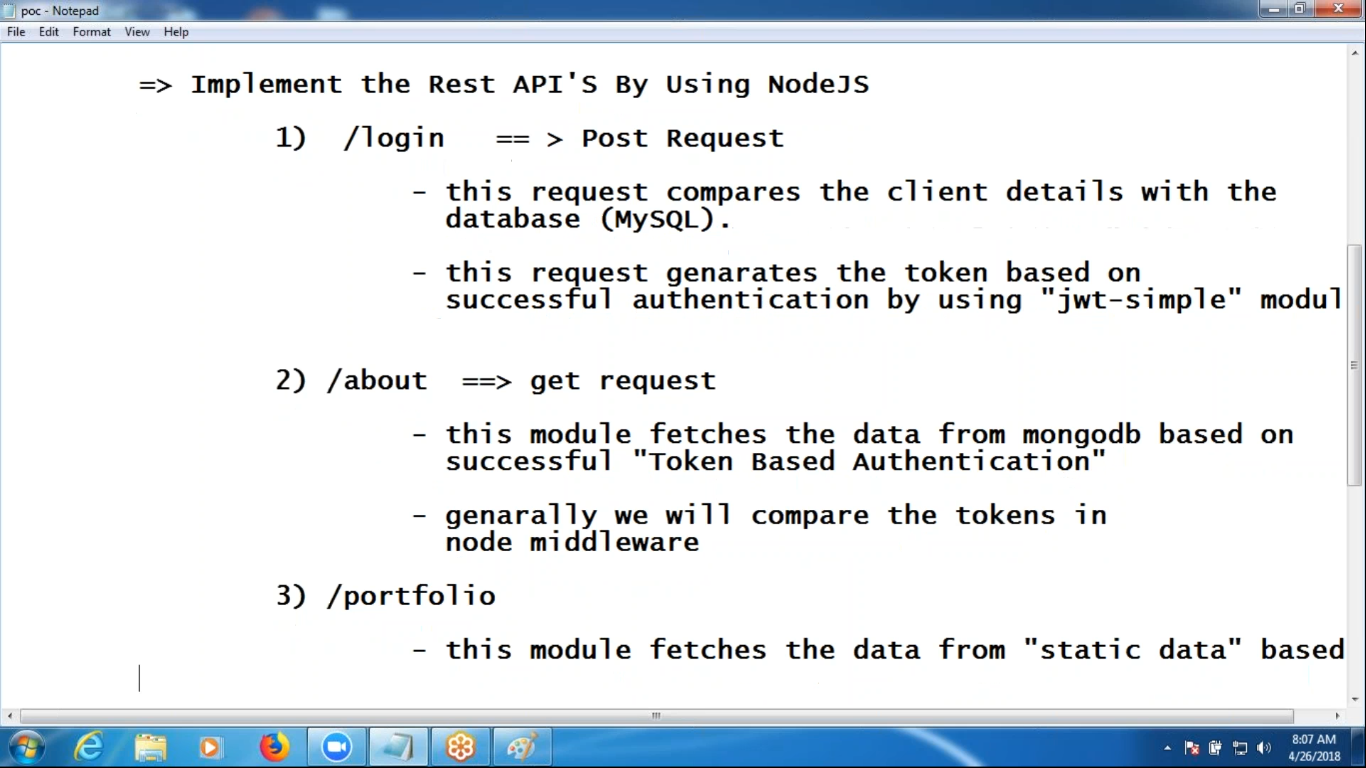 poc - Notepad
File Edit Format View Help
=> Implement the Rest API'S By Using NodeJS
1) /login == > Post Request
- this request compares the client details with the
database (MySQL).
- this request genarates the token based on
successful authentication by using "jwt-simple" modul
2) /about ==> get request
- this module fetches the data from mongodb based on
successful "Token Based Authentication"
- genarally we will compare the tokens in
node middleware
3) /portfolio
- this module fetches the data from "static data" based
8:07 AM
4/26/2018